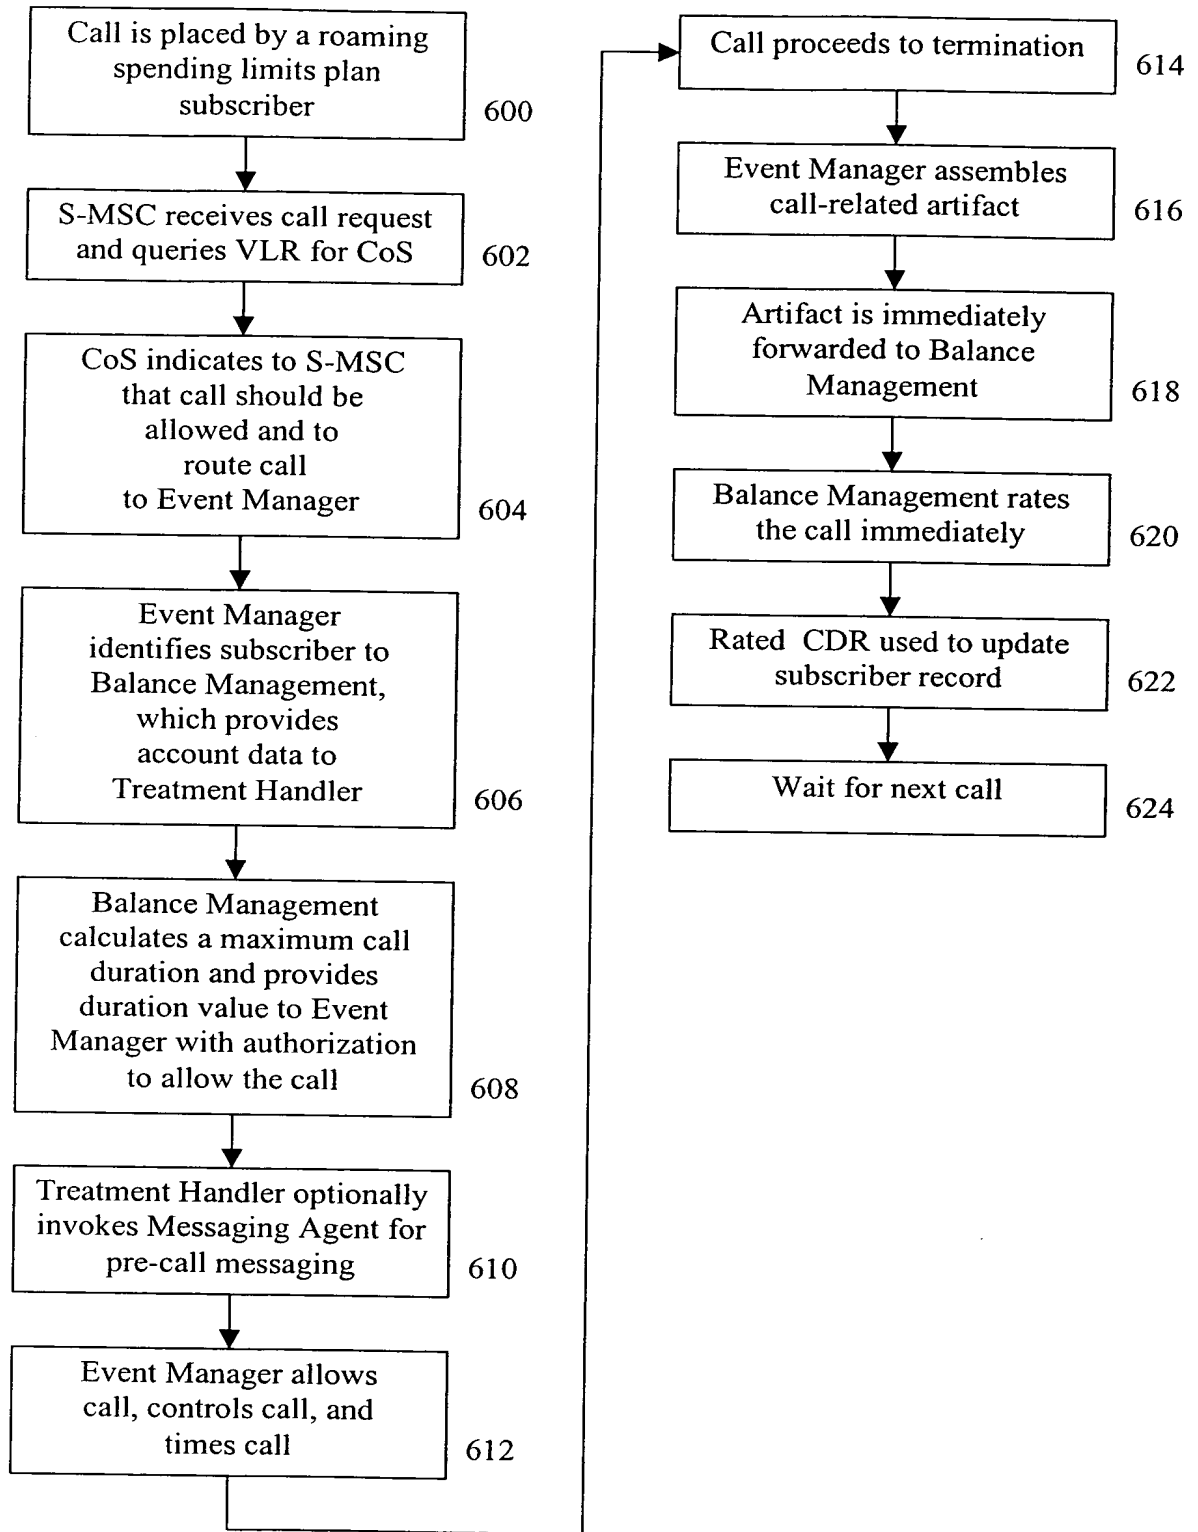 Call is placed by a roaming
spending limits plan
subscriber
600
S-MSC receives call request
and queries VLR for CoS
602
CoS indicates to S-MSC
that call should be
allowed and to
route call
to Event Manager
604
Event Manager
identifies subscriber to
Balance Management,
which provides
account data to
Treatment Handler
606
Balance Management
calculates a maximum call
duration and provides
duration value to Event
Manager with authorization
to allow the call
608
Treatment Handler optionally
invokes Messaging Agent for
pre-call messaging
610
Event Manager allows
call, controls call, and
times call
612
Call proceeds to termination
614
Event Manager assembles
call-related artifact
616
Artifact is immediately
forwarded to Balance
Management
618
Balance Management rates
the call immediately
620
Rated CDR used to update
subscriber record
622
Wait for next call
624